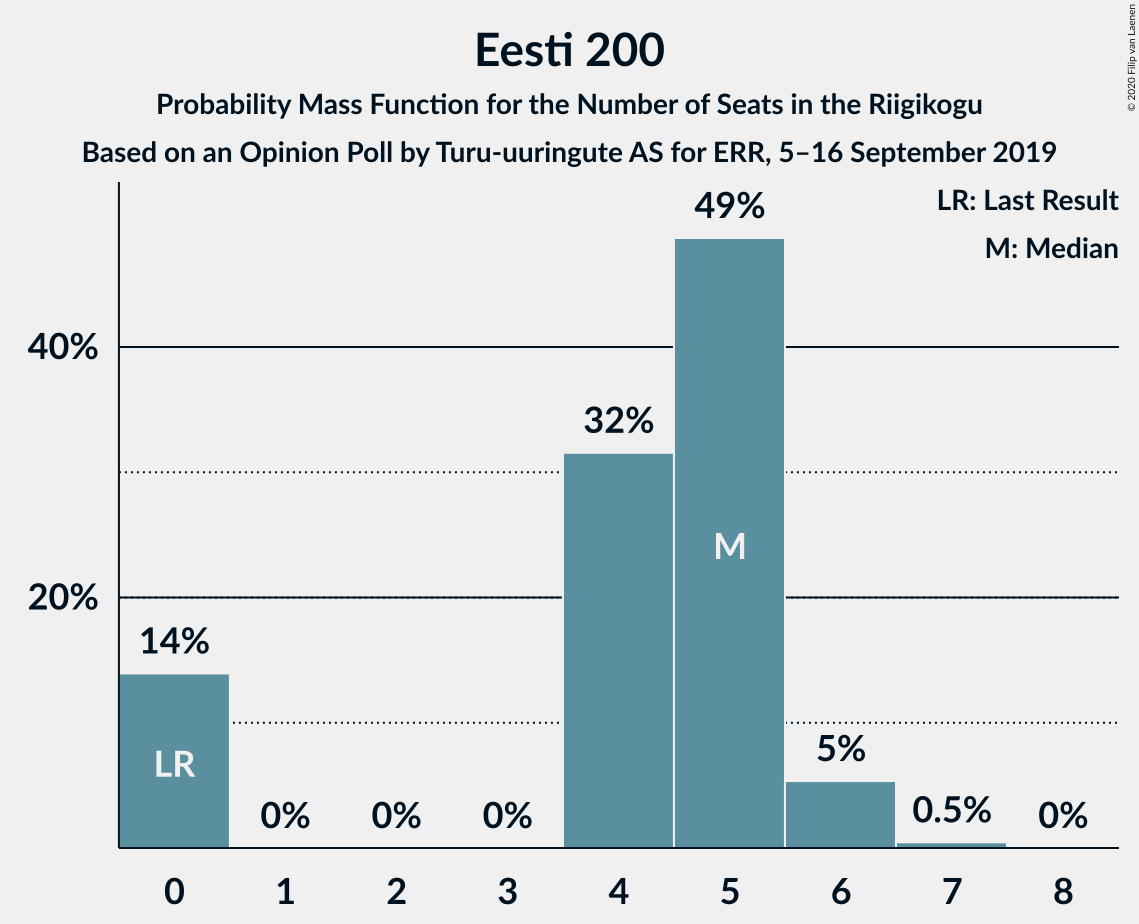 Eesti 200
Probability Mass Function for the Number of Seats in the Riigikogu
Based on an Opinion Poll by Turu-uuringute AS for ERR, 5–16 September 2019
© 2020 Filip van Laenen
LR: Last Result
M: Median
49%
40%
32%
M
20%
14%
LR
5%
0%
0%
0%
0.5%
0%
0 1 2 3 4 5 6 7 8